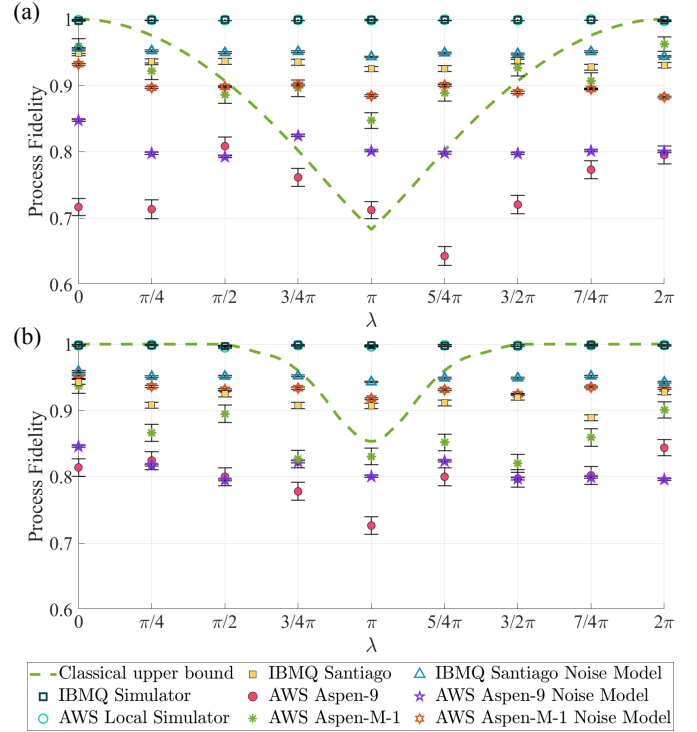 (a)
1
0.9
0.8
0.7
0.6
Process Fidelity
0 π/4 π/2 3/4π π 5/4π 3/2π 7/4π 2π
λ
(b)
1
0.9
0.8
0.7
0.6
Process Fidelity
0 π/4 π/2 3/4π π 5/4π 3/2π 7/4π 2π
λ
Classical upper bound IBMQ Santiago IBMQ Santiago Noise Model
IBMQ Simulator AWS Aspen-9 AWS Aspen-9 Noise Model
AWS Local Simulator AWS Aspen-M-1 AWS Aspen-M-1 Noise Model